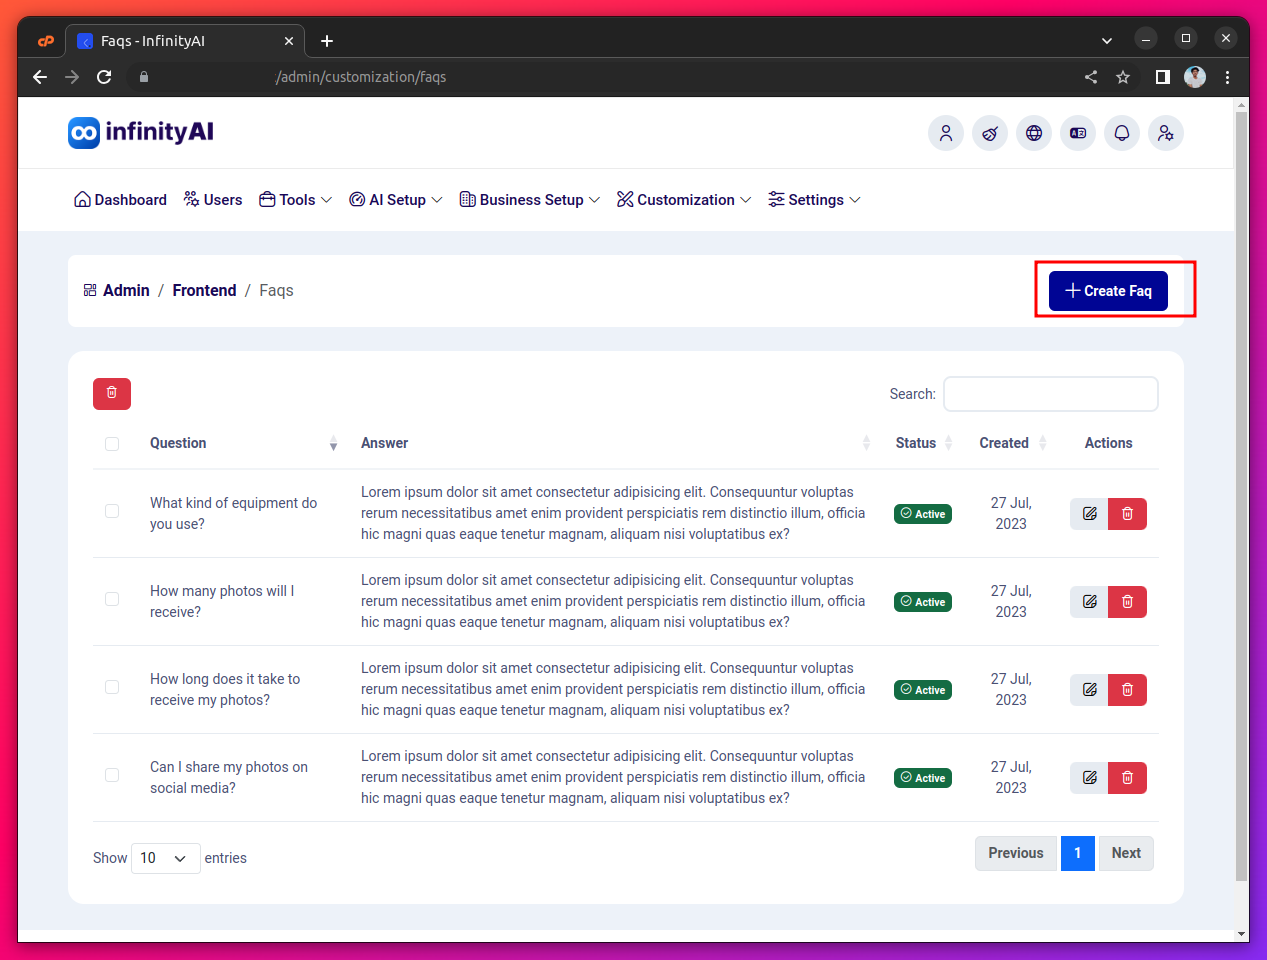 Faqs - InfinityAI
:/admin/customization/faqs
infinityAI
Dashboard Users Tools AI Setup Business Setup Customization Settings
Admin / Frontend / Faqs
Create Faq
Search:
Question Answer Status Created Actions
What kind of equipment do
you use?
Lorem ipsum dolor sit amet consectetur adipisicing elit. Consequuntur voluptas
rerum necessitatibus amet enim provident perspiciatis rem distinctio illum, officia
hic magni quas eaque tenetur magnam, aliquam nisi voluptatibus ex?
Active
27 Jul,
2023
How many photos will I
receive?
Lorem ipsum dolor sit amet consectetur adipisicing elit. Consequuntur voluptas
rerum necessitatibus amet enim provident perspiciatis rem distinctio illum, officia
hic magni quas eaque tenetur magnam, aliquam nisi voluptatibus ex?
Active
27 Jul,
2023
How long does it take to
receive my photos?
Lorem ipsum dolor sit amet consectetur adipisicing elit. Consequuntur voluptas
rerum necessitatibus amet enim provident perspiciatis rem distinctio illum, officia
hic magni quas eaque tenetur magnam, aliquam nisi voluptatibus ex?
Active
27 Jul,
2023
Can I share my photos on
social media?
Lorem ipsum dolor sit amet consectetur adipisicing elit. Consequuntur voluptas
rerum necessitatibus amet enim provident perspiciatis rem distinctio illum, officia
hic magni quas eaque tenetur magnam, aliquam nisi voluptatibus ex?
Active
27 Jul,
2023
Show 10 entries
Previous 1 Next